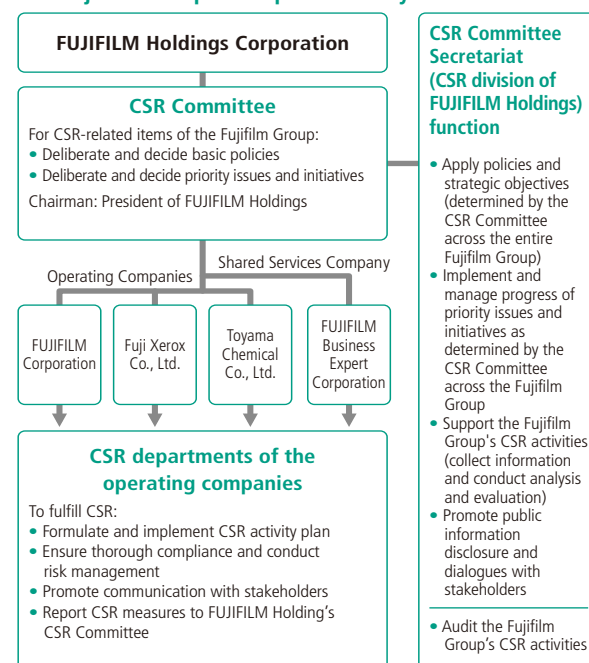 FUJIFILM Holdings Corporation
CSR Committee
For CSR-related items of the Fujifilm Group:
• Deliberate and decide basic policies
• Deliberate and decide priority issues and initiatives
Chairman: President of FUJIFILM Holdings
Operating Companies
Shared Services Company
FUJIFILM
Corporation
Fuji Xerox
Co., Ltd.
Toyama
Chemical
Co., Ltd.
FUJIFILM
Business
Expert
Corporation
CSR departments of the
operating companies
To fulfill CSR:
• Formulate and implement CSR activity plan
• Ensure thorough compliance and conduct
risk management
• Promote communication with stakeholders
• Report CSR measures to FUJIFILM Holding's
CSR Committee
CSR Committee
Secretariat
(CSR division of
FUJIFILM Holdings)
function
• Apply policies and
strategic objectives
(determined by the
CSR Committee
across the entire
Fujifilm Group)
• Implement and
manage progress of
priority issues and
initiatives as
determined by the
CSR Committee
across the Fujifilm
Group
• Support the Fujifilm
Group's CSR activities
(collect information
and conduct analysis
and evaluation)
• Promote public
information
disclosure and
dialogues with
stakeholders
• Audit the Fujifilm
Group's CSR activities